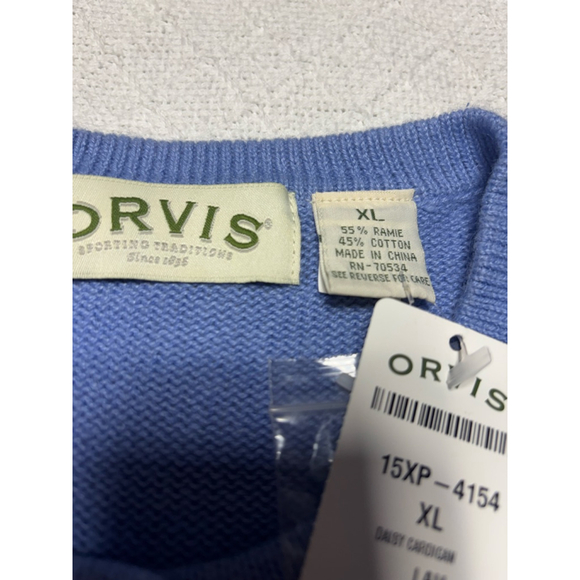 ORVIS
SPORTING TRADITIONS
Since 1856
XL
55% RAMIE
45% COTTON
MADE IN CHINA
RN-70534
SEE REVERSE FOR CARE
ORVIS
15XP-4154
XL
DAISY CARDIGAN